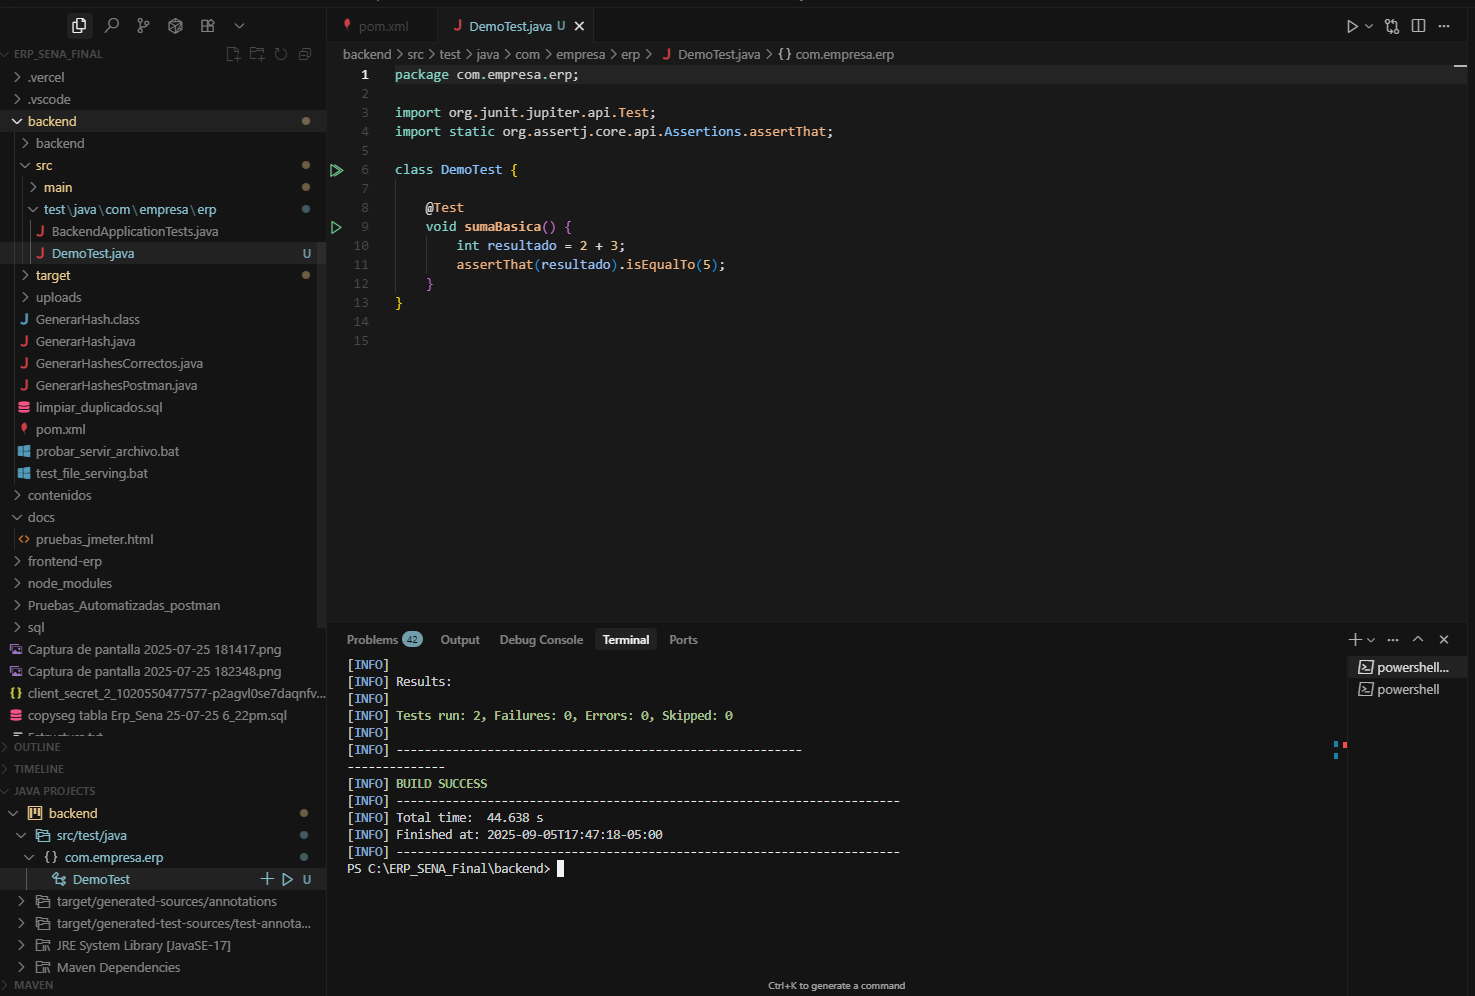 pom.xml
DemoTest.java U
ERP_SENA_FINAL
.vercel
.vscode
backend
backend
src
main
test\java\com\empresa\erp
BackendApplicationTests.java
DemoTest.java U
target
uploads
GenerarHash.class
GenerarHash.java
GenerarHashesCorrectos.java
GenerarHashesPostman.java
limpiar_duplicados.sql
pom.xml
probar_servir_archivo.bat
test_file_serving.bat
contenidos
docs
pruebas_jmeter.html
frontend-erp
node_modules
Pruebas_Automatizadas_postman
sql
Captura de pantalla 2025-07-25 181417.png
Captura de pantalla 2025-07-25 182348.png
client_secret_2_1020550477577-p2agvl0se7daqnfv...
copyseg tabla Erp_Sena 25-07-25 6_22pm.sql
OUTLINE
TIMELINE
JAVA PROJECTS
backend
src/test/java
com.empresa.erp
DemoTest U
target/generated-sources/annotations
target/generated-test-sources/test-annota...
JRE System Library [JavaSE-17]
Maven Dependencies
MAVEN
backend > src > test > java > com > empresa > erp > DemoTest.java > {} com.empresa.erp
1 package com.empresa.erp;
2
3 import org.junit.jupiter.api.Test;
4 import static org.assertj.core.api.Assertions.assertThat;
5
6 class DemoTest {
7
8 @Test
9 void sumaBasica() {
10 int resultado = 2 + 3;
11 assertThat(resultado).isEqualTo(5);
12 }
13 }
14
15
Problems 42 Output Debug Console Terminal Ports
[INFO]
[INFO] Results:
[INFO]
[INFO] Tests run: 2, Failures: 0, Errors: 0, Skipped: 0
[INFO]
[INFO] ----------------------------------------------------------
--------------
[INFO] BUILD SUCCESS
[INFO] ------------------------------------------------------------------------
[INFO] Total time:  44.638 s
[INFO] Finished at: 2025-09-05T17:47:18-05:00
[INFO] ------------------------------------------------------------------------
PS C:\ERP_SENA_Final\backend>
powershell...
powershell
Ctrl+K to generate a command